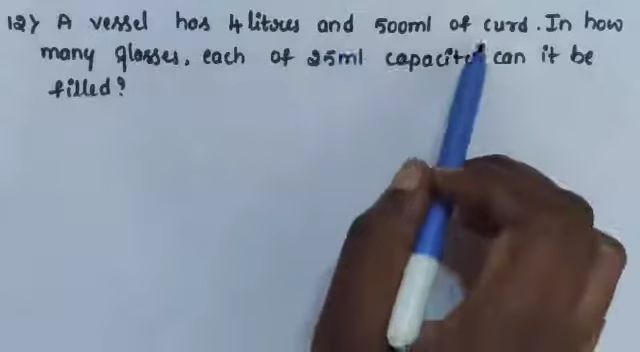 12) A vessel has 4 litres and 500ml of curd. In how
many glasses, each of 25ml capacity can it be
filled?